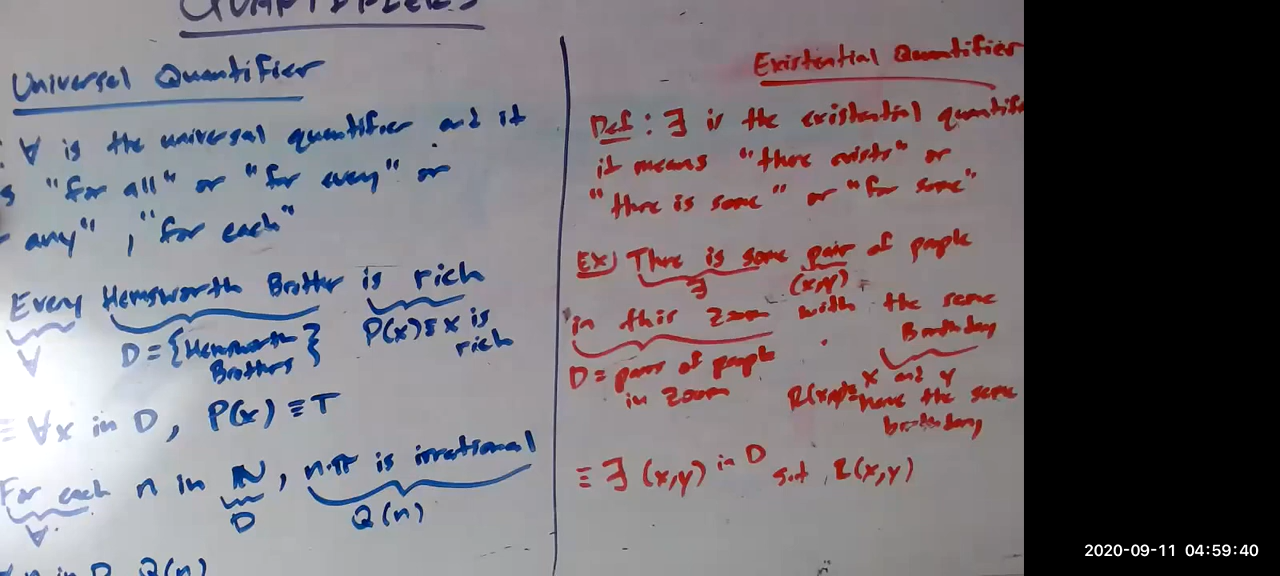 QUANTIFIERS
Universal Quantifier
: ∀ is the universal quantifier and it
s "for all" or "for every" or
r any", "for each"
Every Hemsworth Brother is rich
∀ D = {Hemsworth Brothers} P(x) ≡ x is rich
≡ ∀x in D, P(x) ≡ T
For each n in ℕ, n·π is irrational
∀ D Q(n)
∀ n in D, Q(n)
Existential Quantifier
Def: ∃ is the existential quantif
it means "there exists" or
"there is some" or "for some"
Ex) There is some pair of people
∃ (x,y)
in this Zoom with the same
Birthday
D = pairs of people in Zoom
R(x,y) ≡ x and y have the same birthday
≡ ∃ (x,y) in D s.t. R(x,y)
2020-09-11 04:59:40